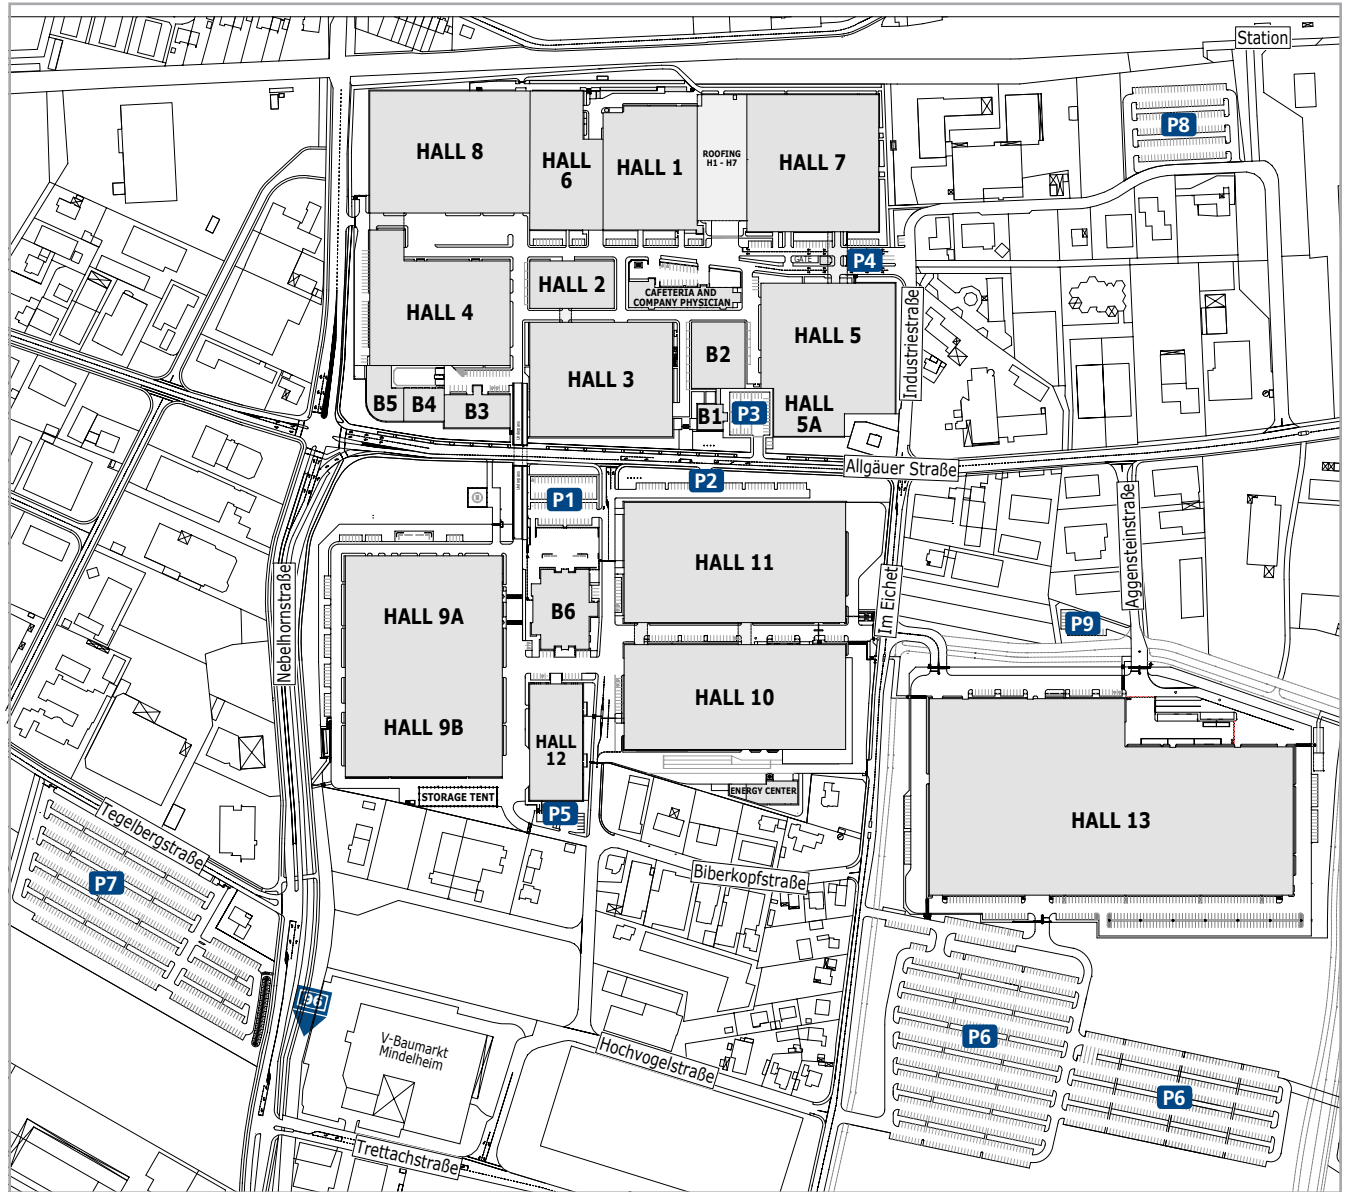 Station
P8
HALL 8
HALL
6
HALL 1
ROOFING
H1 - H7
HALL 7
GATE
P4
HALL 2
CAFETERIA AND
COMPANY PHYSICIAN
HALL 4
HALL 5
Industriestraße
B2
HALL 3
B5
B4
B3
B1
P3
HALL
5A
Allgäuer Straße
P1
P2
Aggensteinstraße
HALL 11
Nebelhornstraße
HALL 9A
B6
Im Eichet
P9
HALL 10
HALL 9B
HALL
12
STORAGE TENT
ENERGY CENTER
P5
HALL 13
Tegelbergstraße
P7
Biberkopfstraße
96
V-Baumarkt
Mindelheim
Hochvogelstraße
P6
P6
Trettachstraße